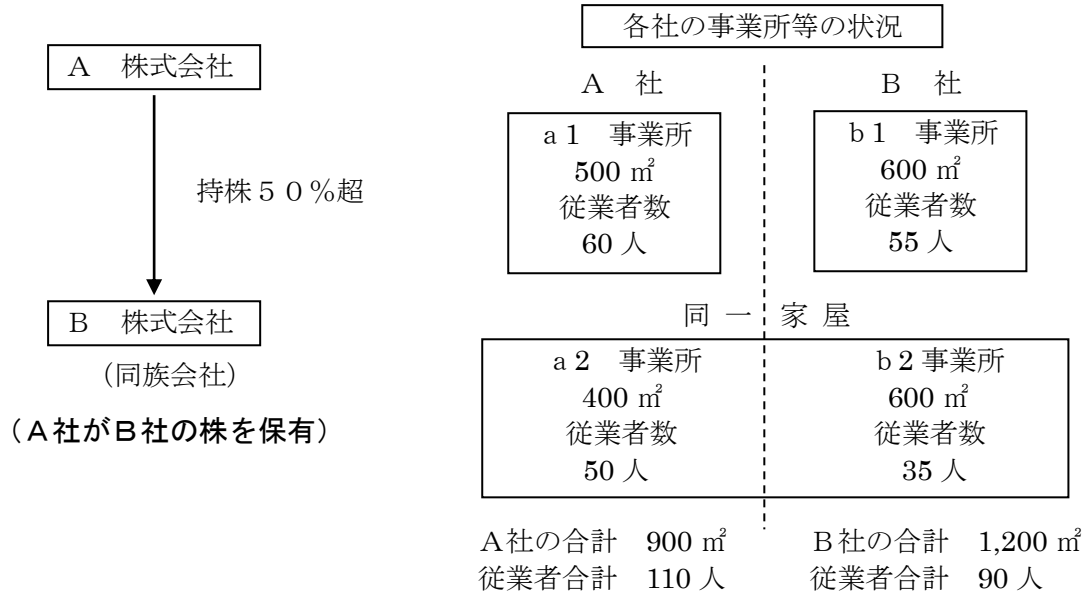 A　株式会社
持株５０％超
B　株式会社
（同族会社）
（A社がB社の株を保有）
各社の事業所等の状況
A　社
B　社
a１　事業所
500 ㎡
従業者数
60 人
b１　事業所
600 ㎡
従業者数
55 人
同 一 家 屋
a２　事業所
400 ㎡
従業者数
50 人
b２事業所
600 ㎡
従業者数
35 人
A社の合計　900 ㎡
従業者合計　110 人
B社の合計　1,200 ㎡
従業者合計　90 人